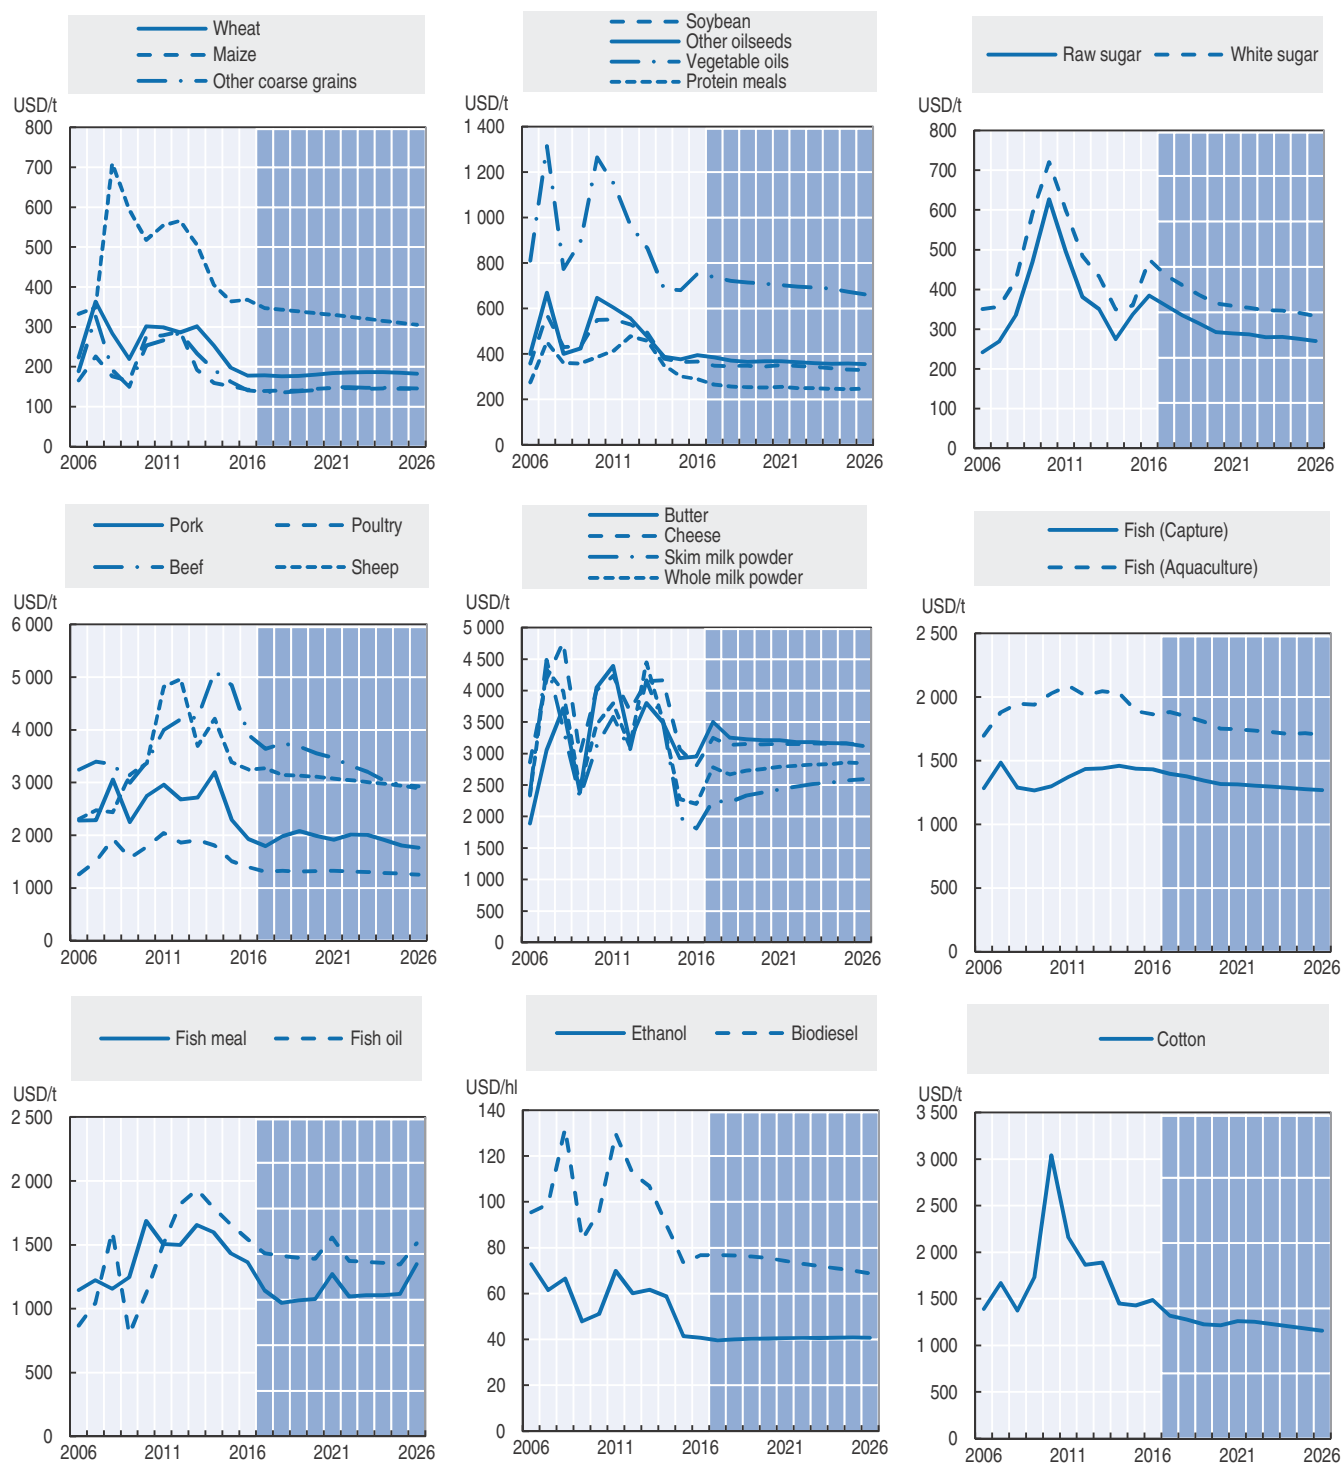 Wheat
Maize
Other coarse grains
USD/t
800
700
600
500
400
300
200
100
0
2006 2011 2016 2021 2026
Soybean
Other oilseeds
Vegetable oils
Protein meals
USD/t
1 400
1 200
1 000
800
600
400
200
0
2006 2011 2016 2021 2026
Raw sugar White sugar
USD/t
800
700
600
500
400
300
200
100
0
2006 2011 2016 2021 2026
Pork Poultry
Beef Sheep
USD/t
6 000
5 000
4 000
3 000
2 000
1 000
0
2006 2011 2016 2021 2026
Butter
Cheese
Skim milk powder
Whole milk powder
USD/t
5 000
4 500
4 000
3 500
3 000
2 500
2 000
1 500
1 000
500
0
2006 2011 2016 2021 2026
Fish (Capture)
Fish (Aquaculture)
USD/t
2 500
2 000
1 500
1 000
500
0
2006 2011 2016 2021 2026
Fish meal Fish oil
USD/t
2 500
2 000
1 500
1 000
500
0
2006 2011 2016 2021 2026
Ethanol Biodiesel
USD/hl
140
120
100
80
60
40
20
0
2006 2011 2016 2021 2026
Cotton
USD/t
3 500
3 000
2 500
2 000
1 500
1 000
500
0
2006 2011 2016 2021 2026